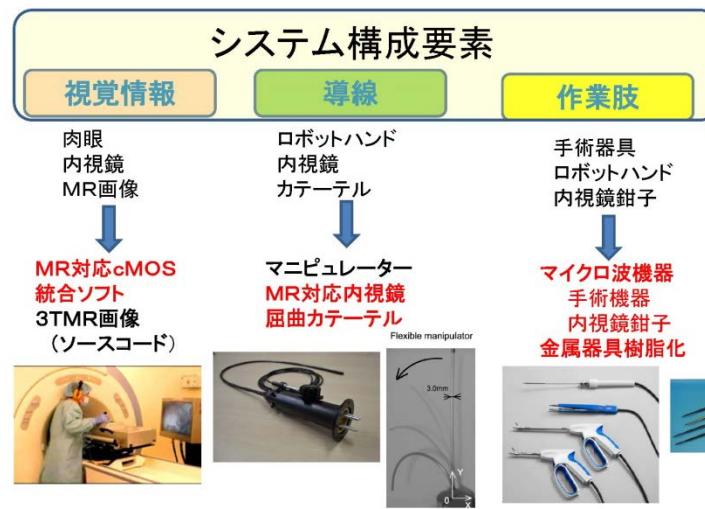 システム構成要素
視覚情報
導線
作業肢
肉眼
内視鏡
MR画像
ロボットハンド
内視鏡
カテーテル
手術器具
ロボットハンド
内視鏡鉗子
MR対応cMOS
統合ソフト
3TMR画像
（ソースコード）
マニピュレーター
MR対応内視鏡
屈曲カテーテル
マイクロ波機器
手術機器
内視鏡鉗子
金属器具樹脂化
Flexible manipulator
3.0mm
Y
0
X